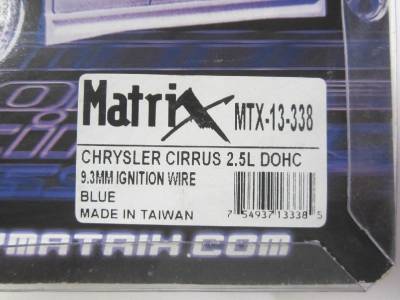 Matrix MTX-13-338
CHRYSLER CIRRUS 2.5L DOHC
9.3MM IGNITION WIRE
BLUE
MADE IN TAIWAN
7 54937 13338 5
MATRIX.COM